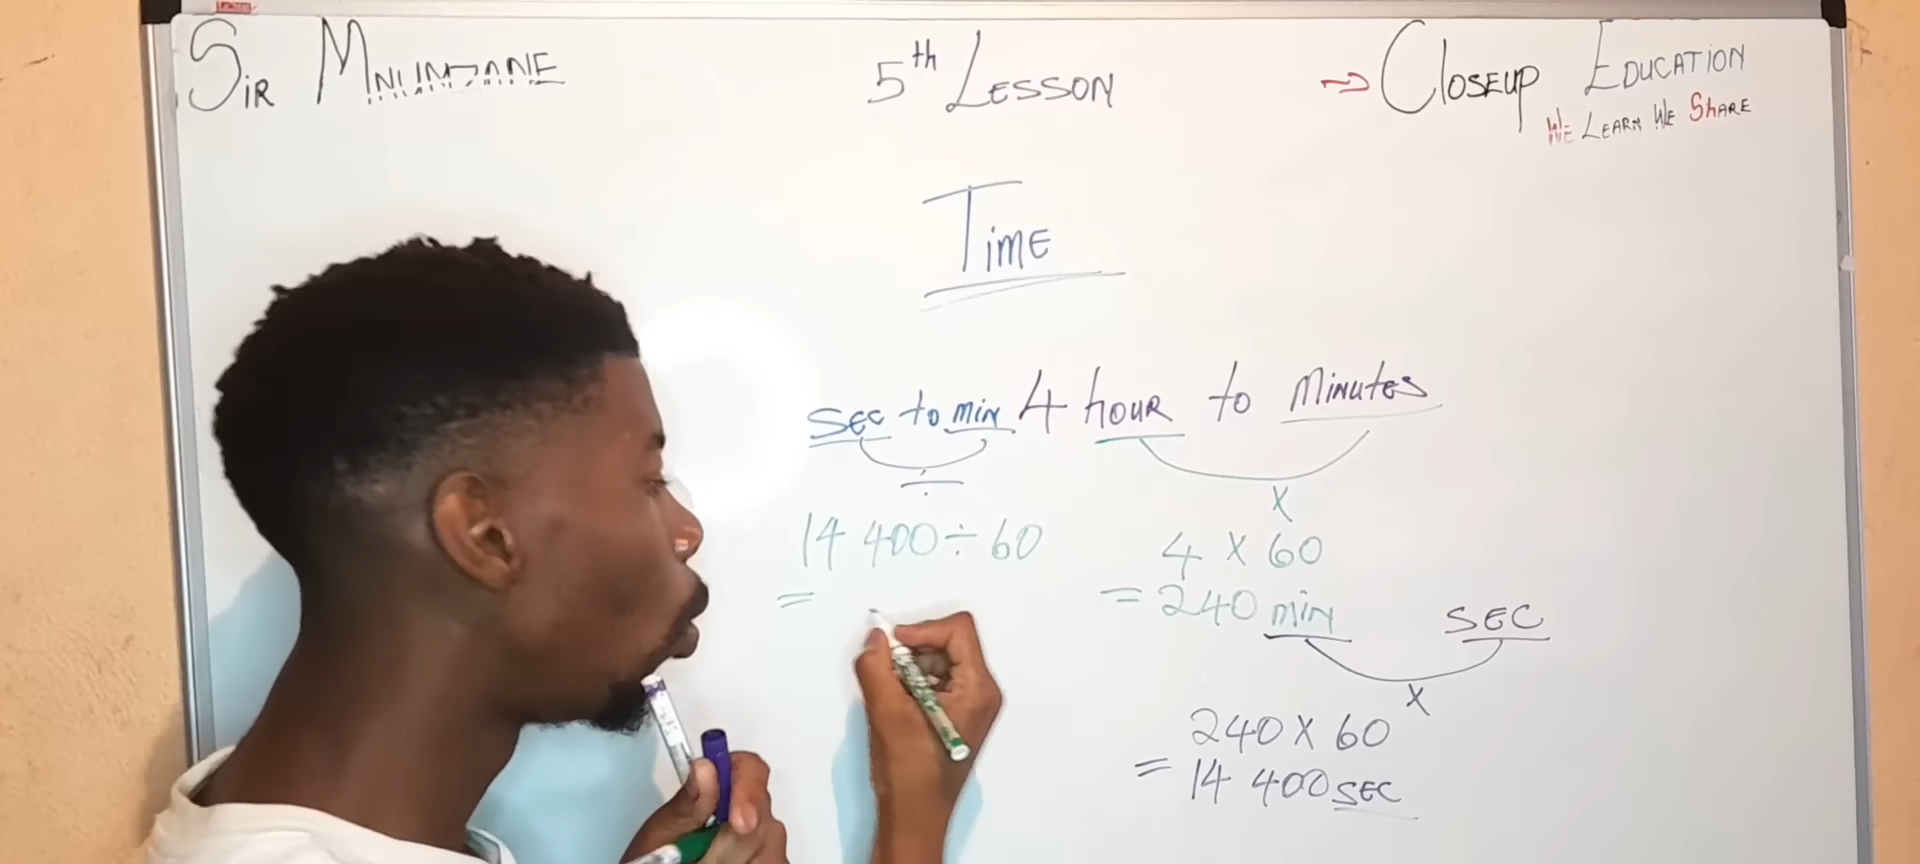 SiR MNUMZANE
5th LESSON
CLOSEUP EDUCATION
WE LEARN WE SHARE
TiME
SEC to miN 4 hOUR to MiNUtES
÷
x
14 400 ÷ 60
=
4 x 60
= 240 miN
SEC
x
240 x 60
= 14 400 SEC